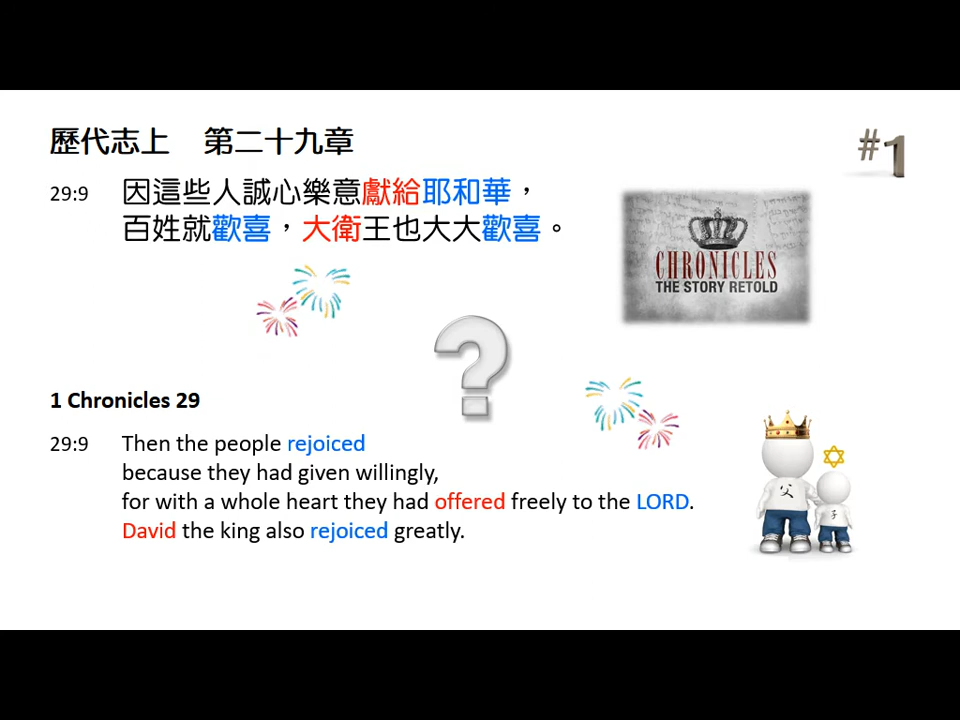 歷代志上　第二十九章
#1
29:9 因這些人誠心樂意獻給耶和華，
百姓就歡喜，大衛王也大大歡喜。
CHRONICLES
THE STORY RETOLD
?
1 Chronicles 29
29:9 Then the people rejoiced
because they had given willingly,
for with a whole heart they had offered freely to the LORD.
David the king also rejoiced greatly.
父
子